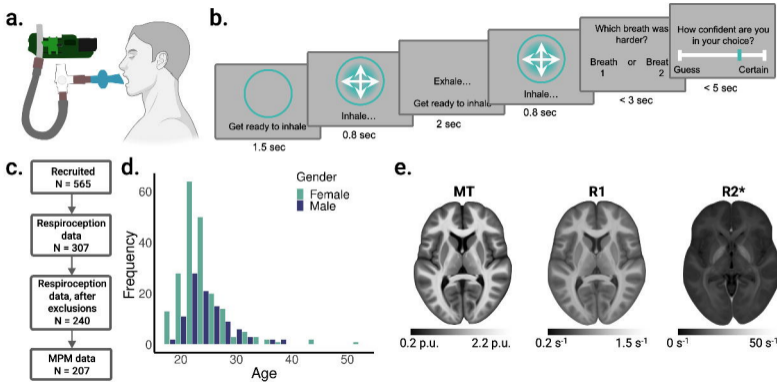 a.
b.
Get ready to inhale
1.5 sec
Inhale...
0.8 sec
Exhale...
Get ready to inhale
2 sec
Inhale...
0.8 sec
Which breath was
harder?
Breath or Breat
1 2
< 3 sec
How confident are you
in your choice?
Guess Certain
< 5 sec
c.
Recruited
N = 565
Respiroception
data
N = 307
Respiroception
data, after
exclusions
N = 240
MPM data
N = 207
d.
Gender
Female
Male
Frequency
60
40
20
0
20 30 40 50
Age
e.
MT R1 R2*
0.2 p.u. 2.2 p.u. 0.2 s-1 1.5 s-1 0 s-1 50 s-1